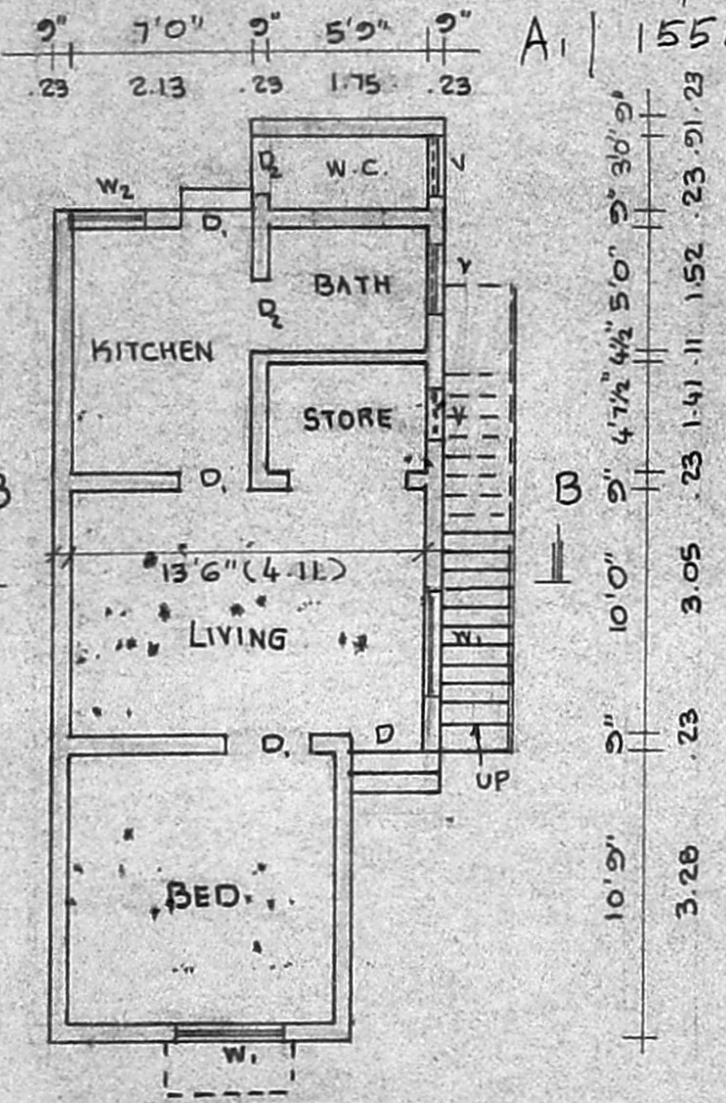 9" 7'0" 9" 5'9" 9"
A1 | 155
.23 2.13 .23 1.75 .23
D2 W.C. V
W2
D1
BATH V
D2
KITCHEN
STORE V
D1
B
13'6" (4.11)
LIVING W1
D1 D
UP
BED
W1
9" 3'0" 9" 5'0" 4½" 4'7½" 9" 10'0" 9" 10'9"
.23 .91 .23 1.52 .11 1.41 .23 3.05 .23 3.28